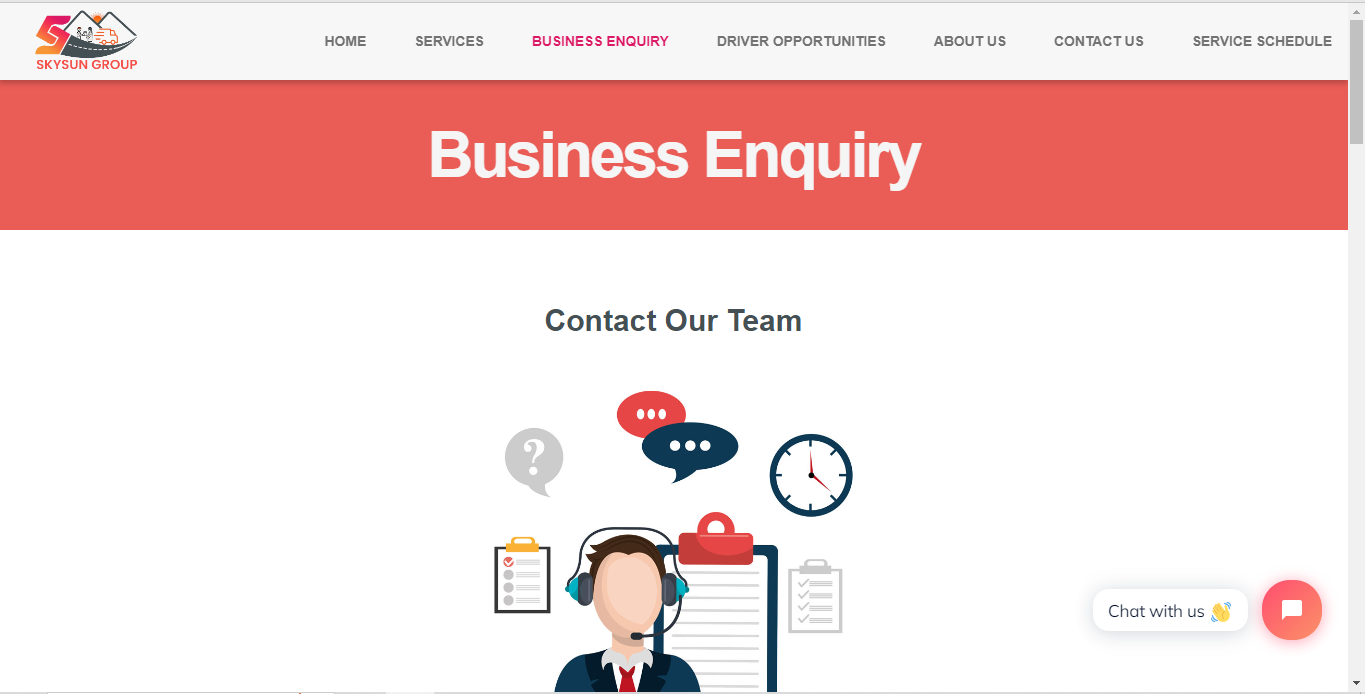 SKYSUN GROUP
HOME SERVICES BUSINESS ENQUIRY DRIVER OPPORTUNITIES ABOUT US CONTACT US SERVICE SCHEDULE
Business Enquiry
Contact Our Team
?
Chat with us 👋